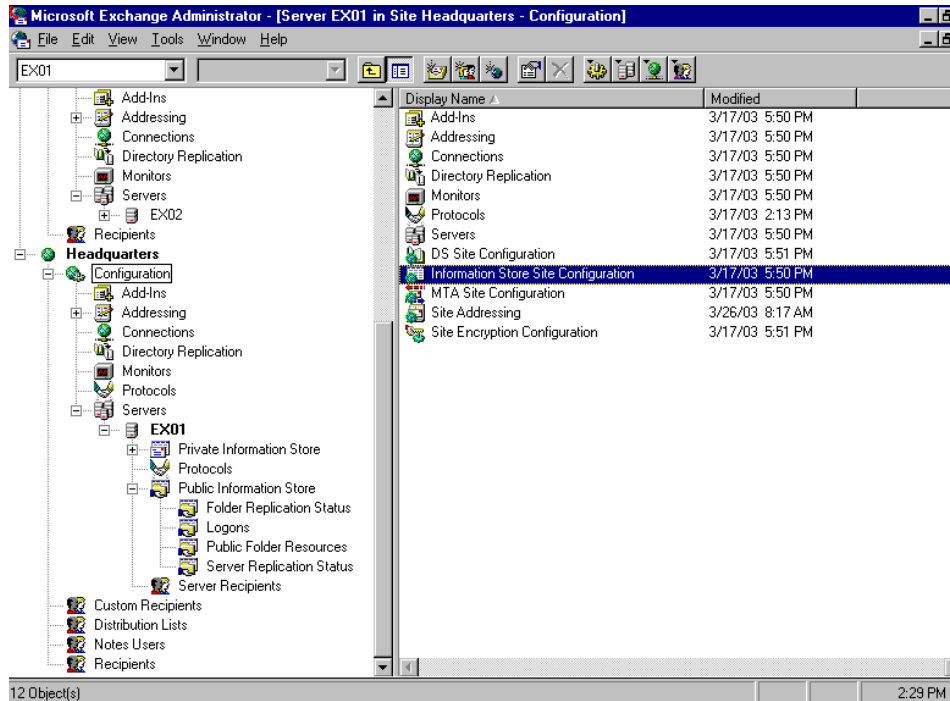 Microsoft Exchange Administrator - [Server EX01 in Site Headquarters - Configuration]
File Edit View Tools Window Help
EX01
Add-Ins
Addressing
Connections
Directory Replication
Monitors
Servers
EX02
Recipients
Headquarters
Configuration
Add-Ins
Addressing
Connections
Directory Replication
Monitors
Protocols
Servers
EX01
Private Information Store
Protocols
Public Information Store
Folder Replication Status
Logons
Public Folder Resources
Server Replication Status
Server Recipients
Custom Recipients
Distribution Lists
Notes Users
Recipients
Display Name Modified
Add-Ins 3/17/03 5:50 PM
Addressing 3/17/03 5:50 PM
Connections 3/17/03 5:50 PM
Directory Replication 3/17/03 5:50 PM
Monitors 3/17/03 5:50 PM
Protocols 3/17/03 2:13 PM
Servers 3/17/03 5:50 PM
DS Site Configuration 3/17/03 5:51 PM
Information Store Site Configuration 3/17/03 5:50 PM
MTA Site Configuration 3/17/03 5:50 PM
Site Addressing 3/26/03 8:17 AM
Site Encryption Configuration 3/17/03 5:51 PM
12 Object(s) 2:29 PM